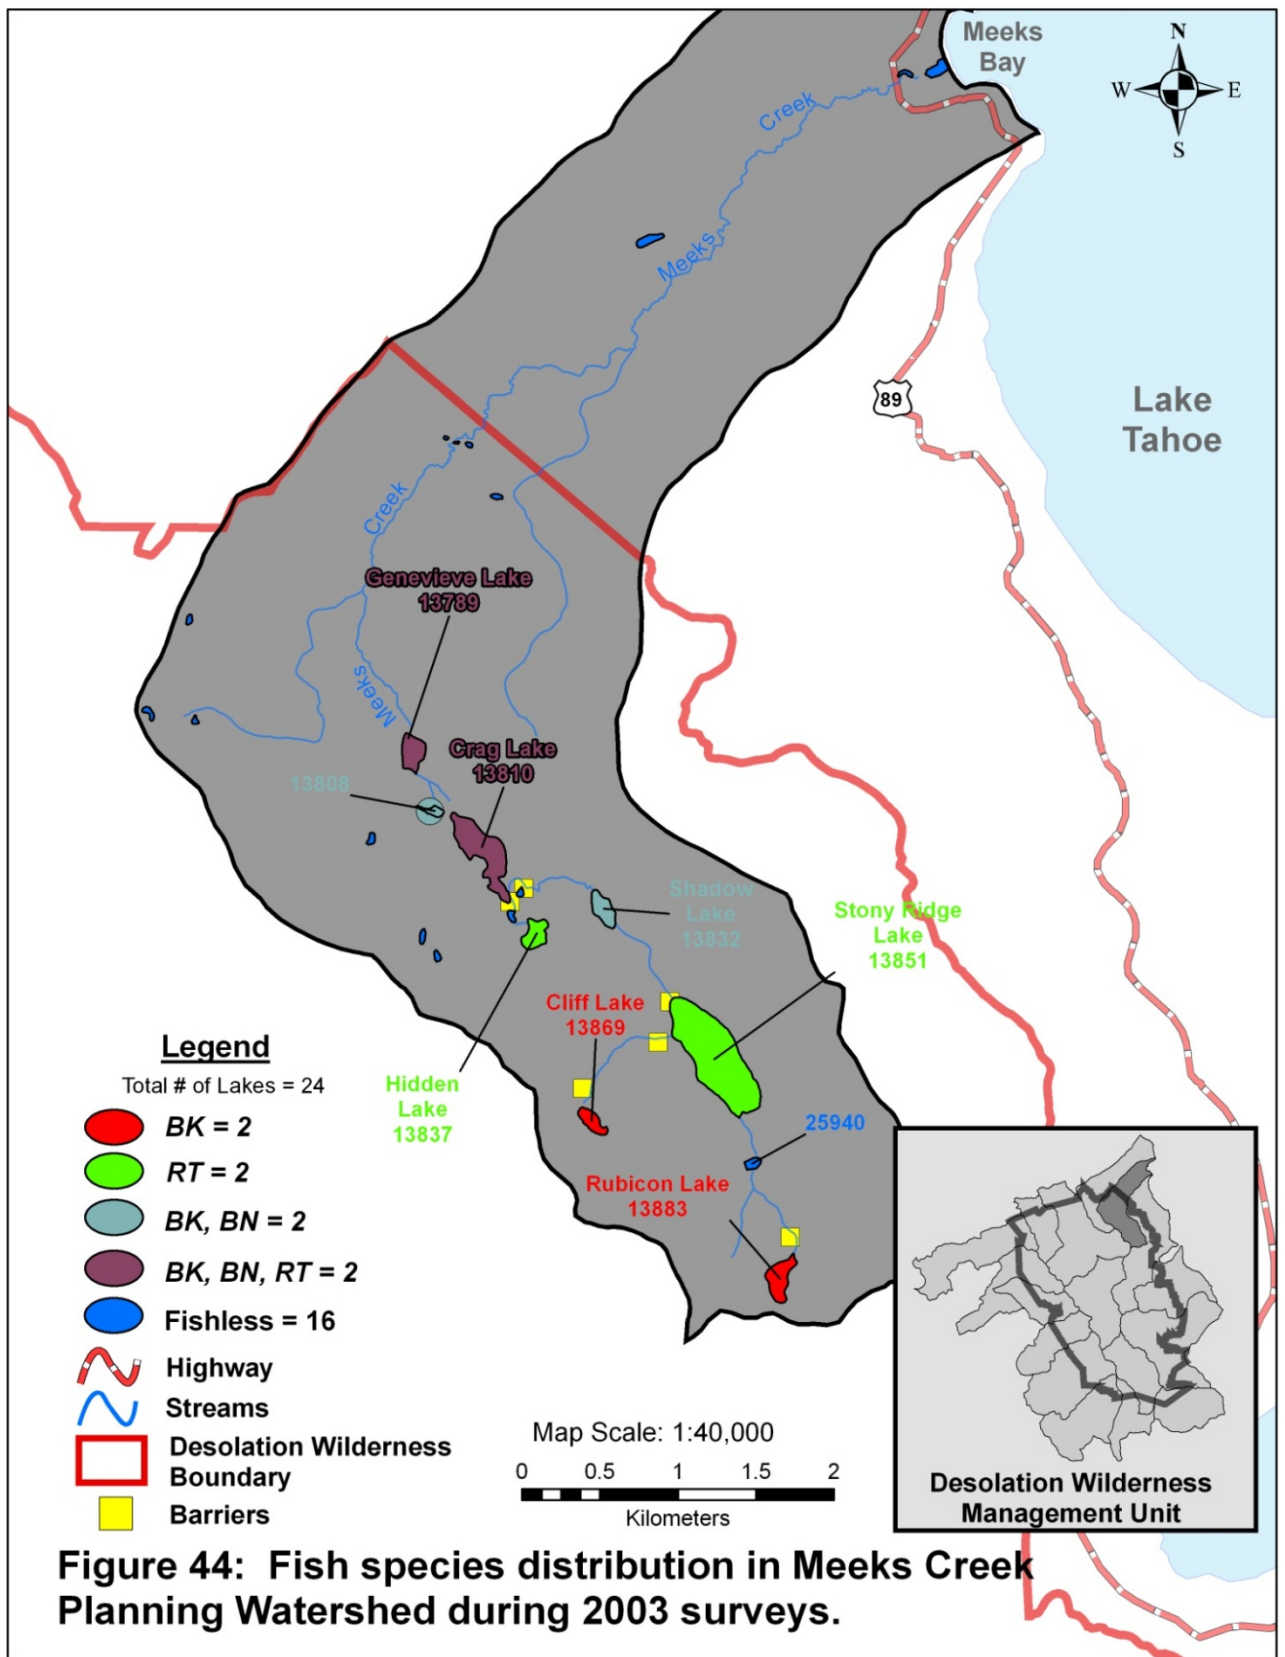 Meeks
Bay
N
W
E
S
Creek
Meeks
89
Lake
Tahoe
Creek
Genevieve Lake
13789
Meeks
Crag Lake
13810
13808
Shadow
Lake
13832
Stony Ridge
Lake
13851
Cliff Lake
13869
Hidden
Lake
13837
25940
Rubicon Lake
13883
Legend
Total # of Lakes = 24
BK = 2
RT = 2
BK, BN = 2
BK, BN, RT = 2
Fishless = 16
Highway
Streams
Desolation Wilderness
Boundary
Barriers
Map Scale: 1:40,000
0 0.5 1 1.5 2
Kilometers
Desolation Wilderness
Management Unit
Figure 44: Fish species distribution in Meeks Creek
Planning Watershed during 2003 surveys.